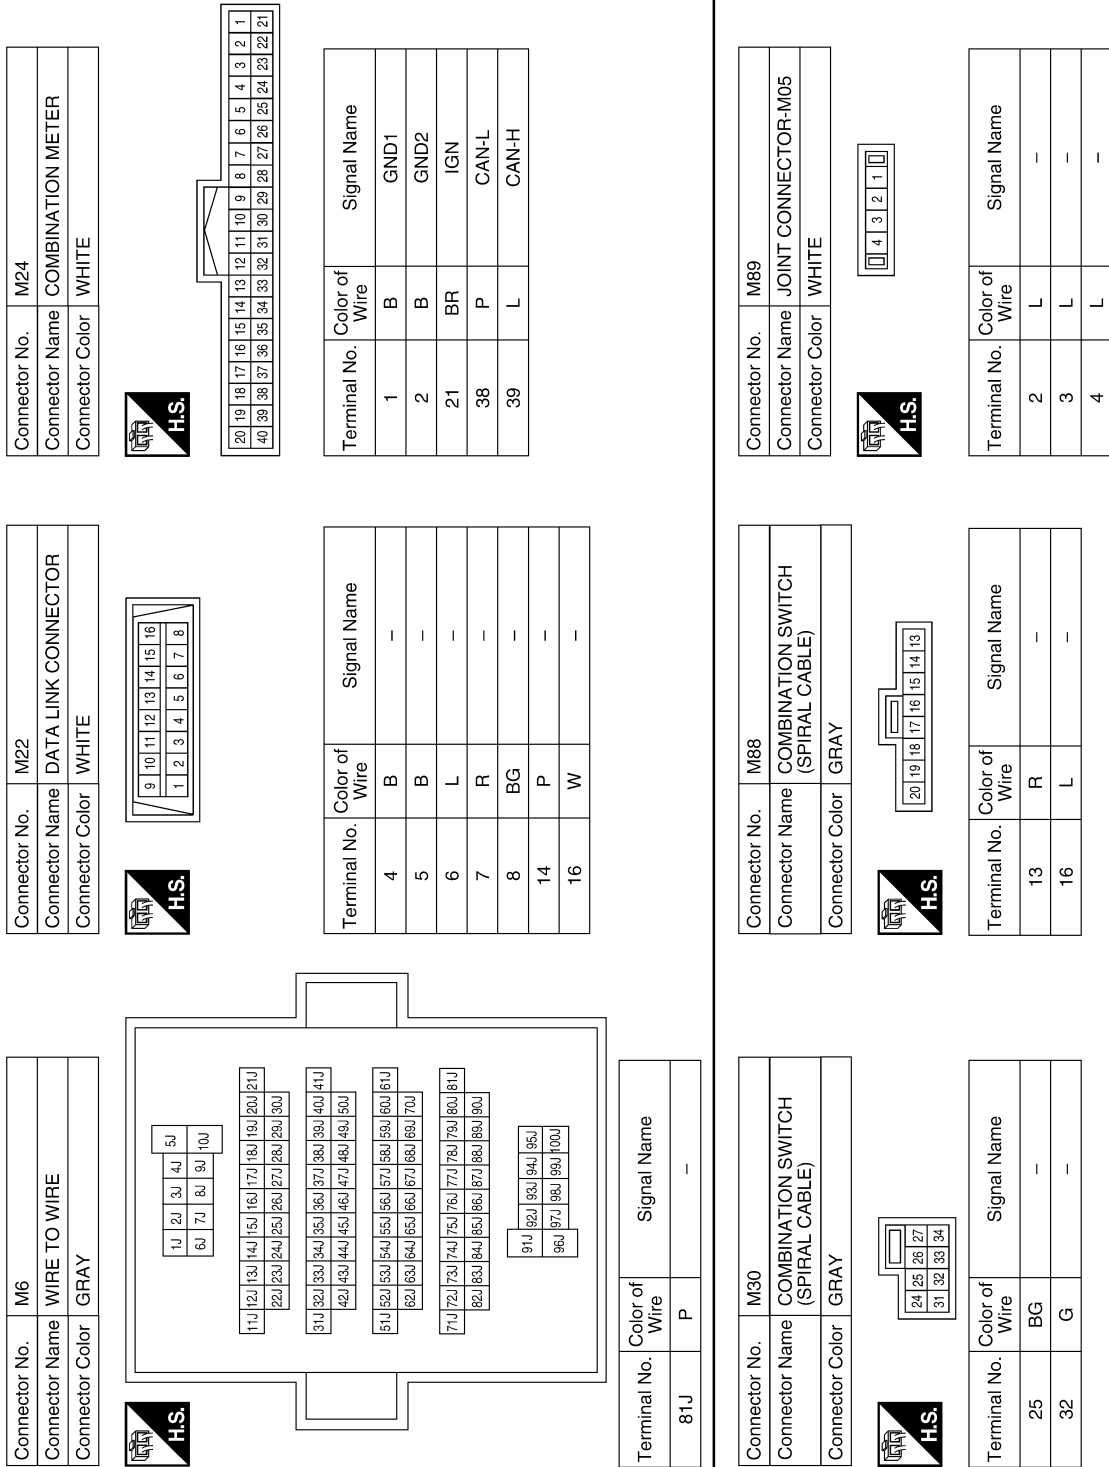 Connector No. M6
Connector Name WIRE TO WIRE
Connector Color GRAY
H.S.
1J 2J 3J 4J 5J
6J 7J 8J 9J 10J
11J 12J 13J 14J 15J 16J 17J 18J 19J 20J 21J
22J 23J 24J 25J 26J 27J 28J 29J 30J
31J 32J 33J 34J 35J 36J 37J 38J 39J 40J 41J
42J 43J 44J 45J 46J 47J 48J 49J 50J
51J 52J 53J 54J 55J 56J 57J 58J 59J 60J 61J
62J 63J 64J 65J 66J 67J 68J 69J 70J
71J 72J 73J 74J 75J 76J 77J 78J 79J 80J 81J
82J 83J 84J 85J 86J 87J 88J 89J 90J
91J 92J 93J 94J 95J
96J 97J 98J 99J 100J
Terminal No. Color of Wire Signal Name
81J P –
Connector No. M22
Connector Name DATA LINK CONNECTOR
Connector Color WHITE
H.S.
9 10 11 12 13 14 15 16
1 2 3 4 5 6 7 8
Terminal No. Color of Wire Signal Name
4 B –
5 B –
6 L –
7 R –
8 BG –
14 P –
16 W –
Connector No. M24
Connector Name COMBINATION METER
Connector Color WHITE
H.S.
20 19 18 17 16 15 14 13 12 11 10 9 8 7 6 5 4 3 2 1
40 39 38 37 36 35 34 33 32 31 30 29 28 27 26 25 24 23 22 21
Terminal No. Color of Wire Signal Name
1 B GND1
2 B GND2
21 BR IGN
38 P CAN-L
39 L CAN-H
Connector No. M30
Connector Name COMBINATION SWITCH
(SPIRAL CABLE)
Connector Color GRAY
H.S.
24 25 26 27
31 32 33 34
Terminal No. Color of Wire Signal Name
25 BG –
32 G –
Connector No. M88
Connector Name COMBINATION SWITCH
(SPIRAL CABLE)
Connector Color GRAY
H.S.
20 19 18 17 16 15 14 13
Terminal No. Color of Wire Signal Name
13 R –
16 L –
Connector No. M89
Connector Name JOINT CONNECTOR-M05
Connector Color WHITE
H.S.
4 3 2 1
Terminal No. Color of Wire Signal Name
2 L –
3 L –
4 L –